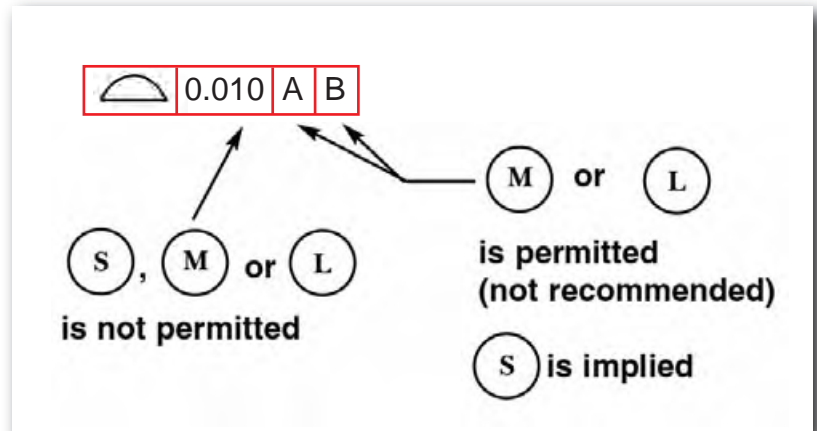 0.010 A B
M or L
S, M or L
is not permitted
is permitted
(not recommended)
S is implied